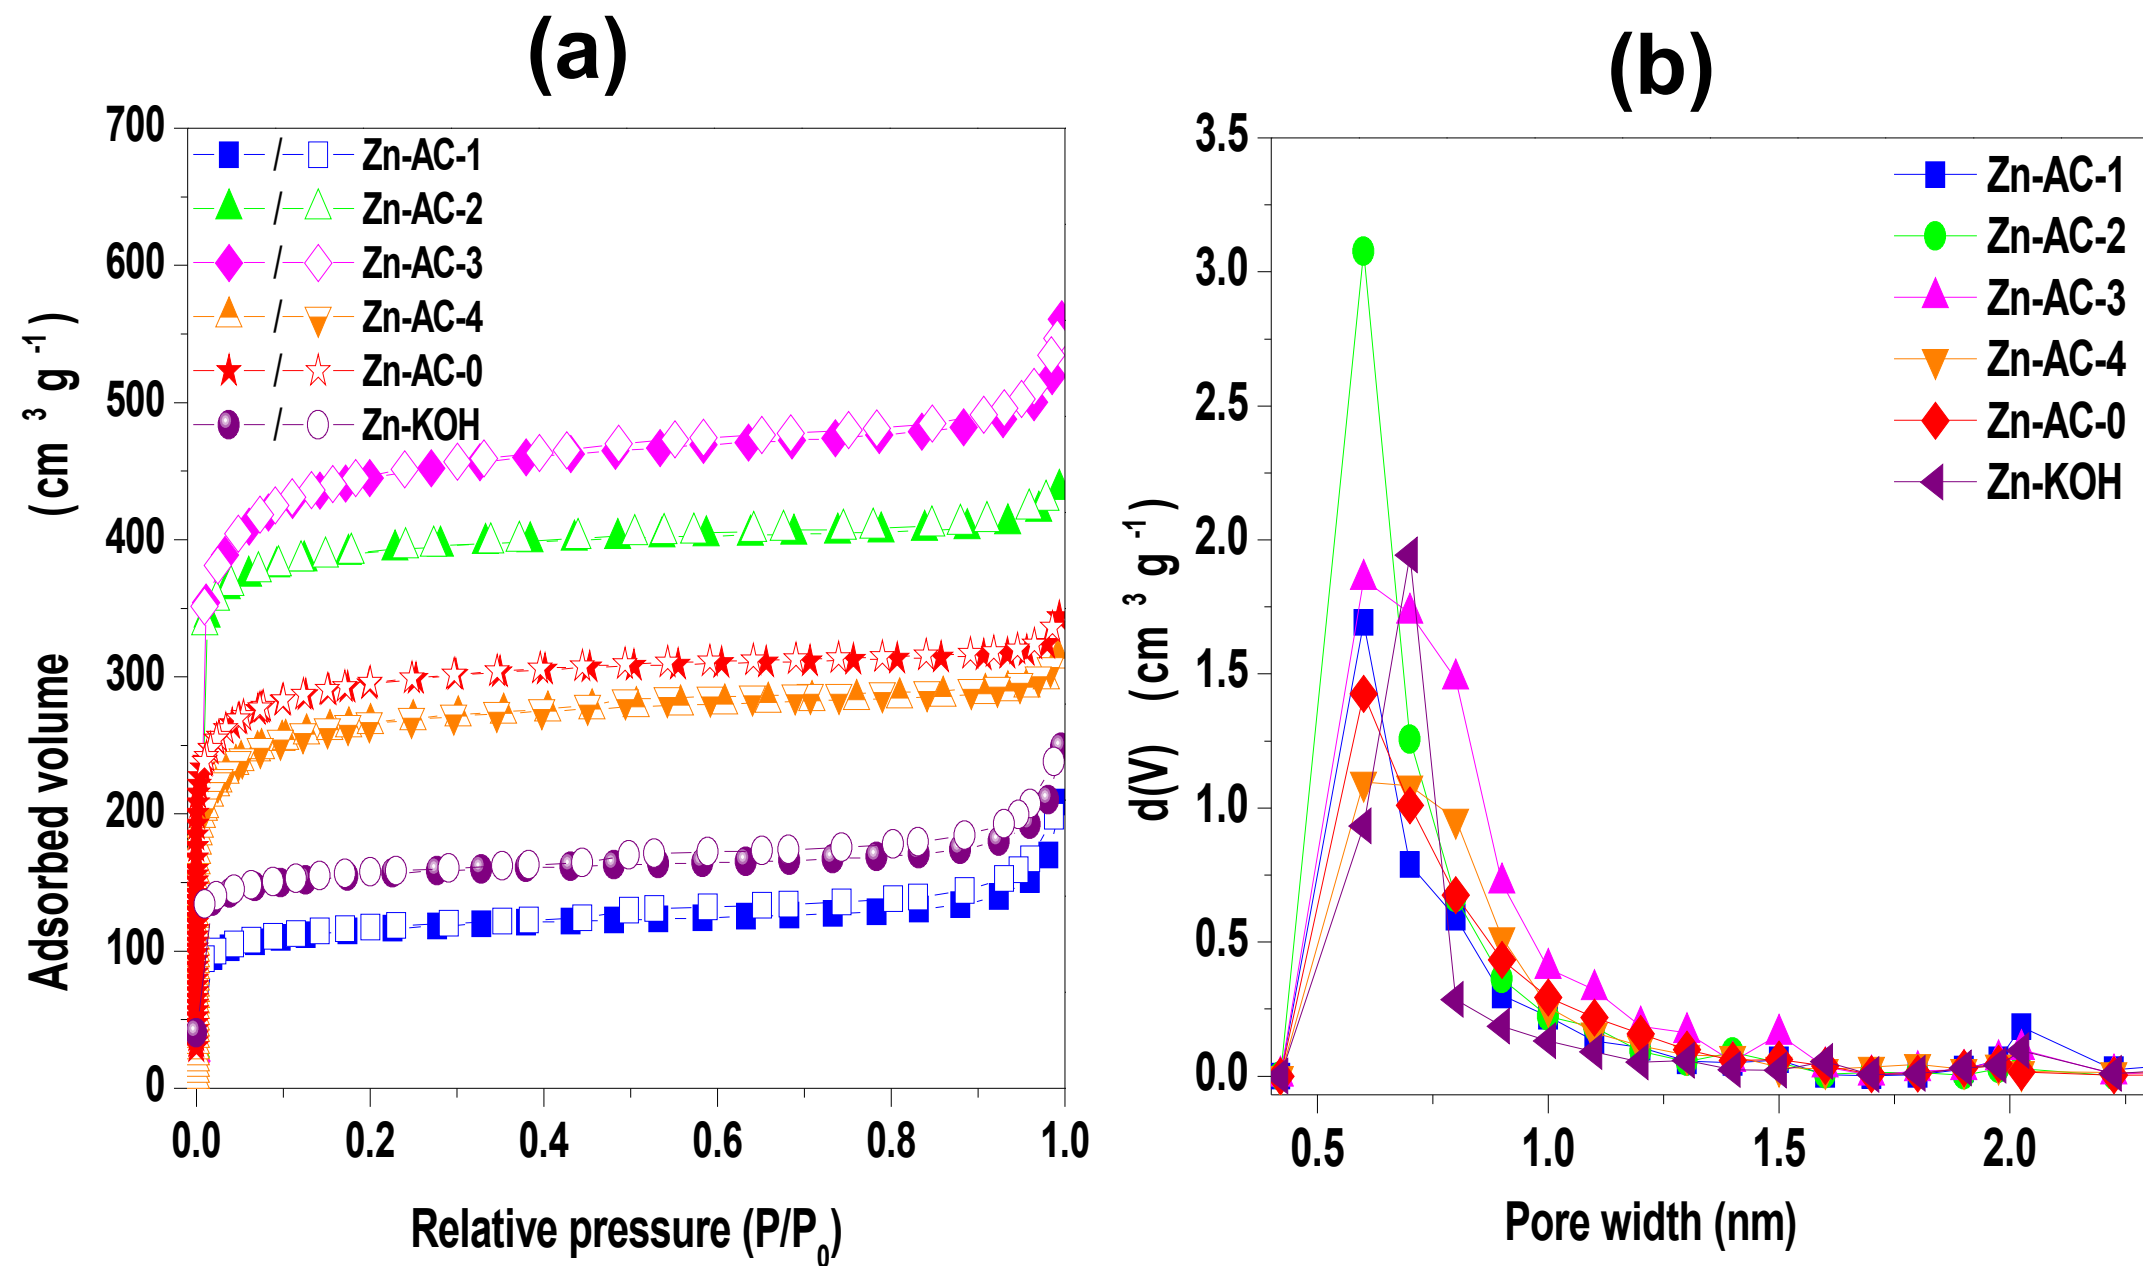 (a)
700
600
500
400
300
200
100
0
0.0 0.2 0.4 0.6 0.8 1.0
Adsorbed volume (cm 3 g -1)
Relative pressure (P/P0)
/ Zn-AC-1
/ Zn-AC-2
/ Zn-AC-3
/ Zn-AC-4
/ Zn-AC-0
/ Zn-KOH
(b)
3.5
3.0
2.5
2.0
1.5
1.0
0.5
0.0
0.5 1.0 1.5 2.0
d(V) (cm 3 g -1)
Pore width (nm)
Zn-AC-1
Zn-AC-2
Zn-AC-3
Zn-AC-4
Zn-AC-0
Zn-KOH